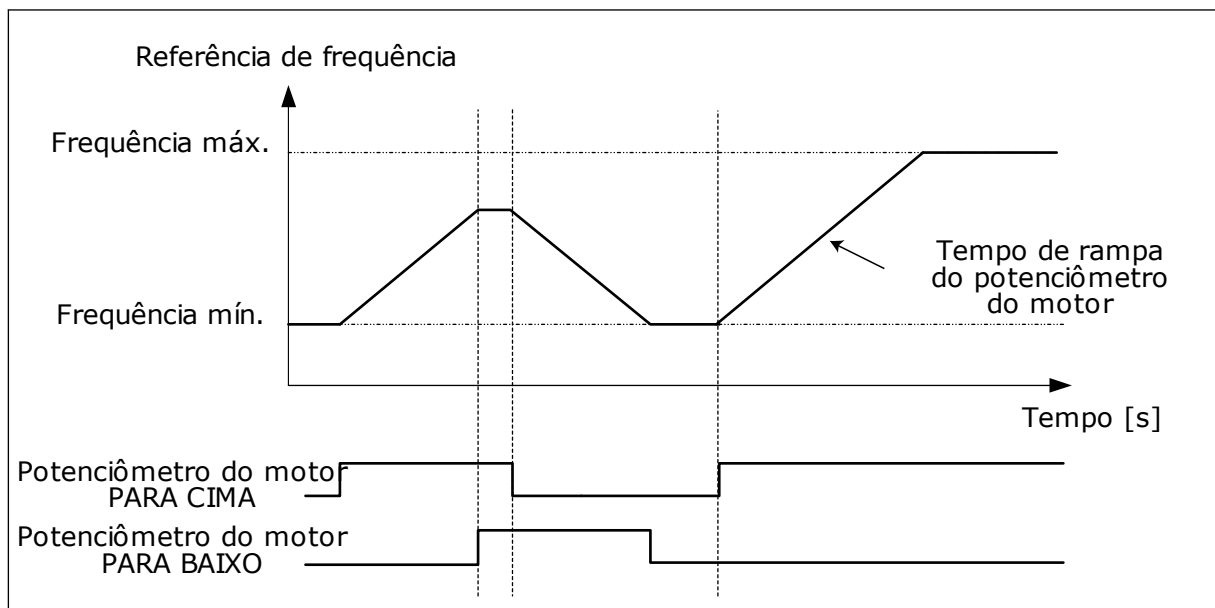 Referência de frequência
Frequência máx.
Frequência mín.
Tempo de rampa
do potenciômetro
do motor
Tempo [s]
Potenciômetro do motor
PARA CIMA
Potenciômetro do motor
PARA BAIXO